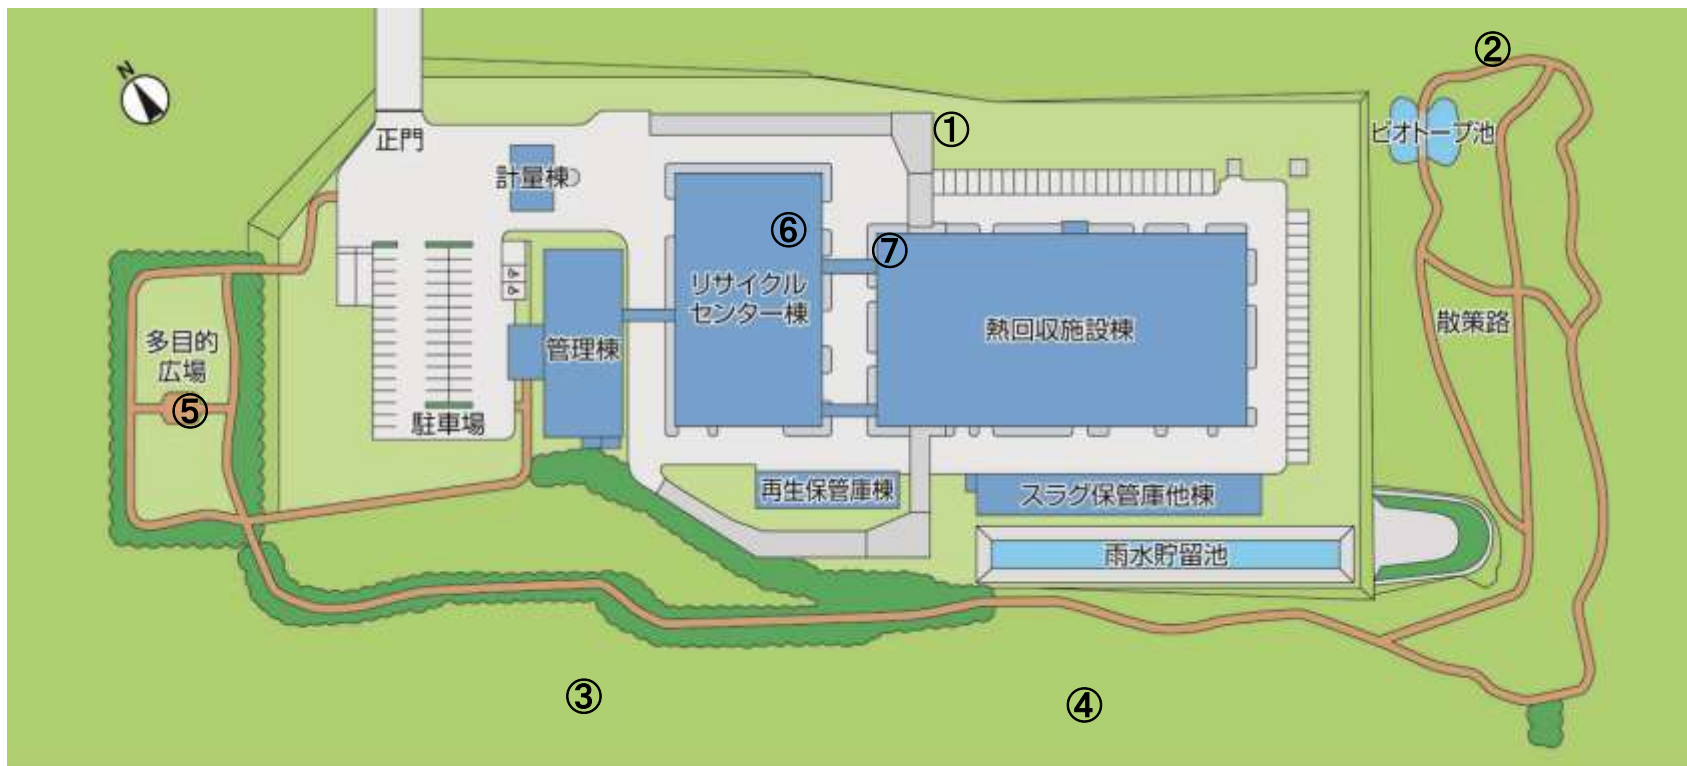 ②
N
①
ビオトープ池
正門
計量棟
⑥
⑦
リサイクル
センター棟
散策路
熱回収施設棟
多目的
広場
管理棟
⑤
駐車場
再生保管庫棟
スラグ保管庫他棟
雨水貯留池
③
④